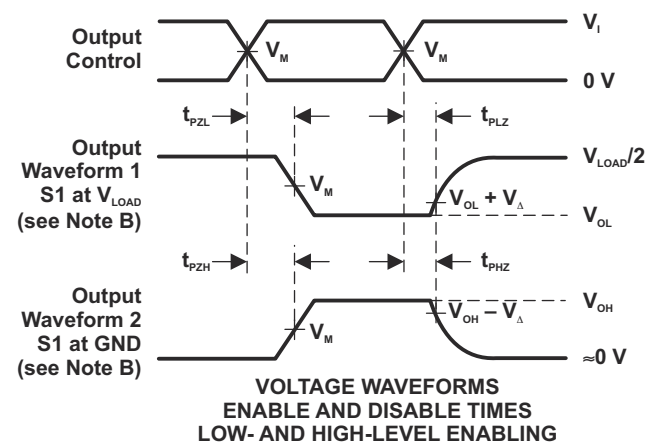 Output
Control
V_M
V_M
V_I
0 V
t_PZL
t_PLZ
Output
Waveform 1
S1 at V_LOAD
(see Note B)
V_M
V_OL + V_Δ
V_LOAD/2
V_OL
t_PZH
t_PHZ
Output
Waveform 2
S1 at GND
(see Note B)
V_M
V_OH − V_Δ
V_OH
≈0 V
VOLTAGE WAVEFORMS
ENABLE AND DISABLE TIMES
LOW- AND HIGH-LEVEL ENABLING